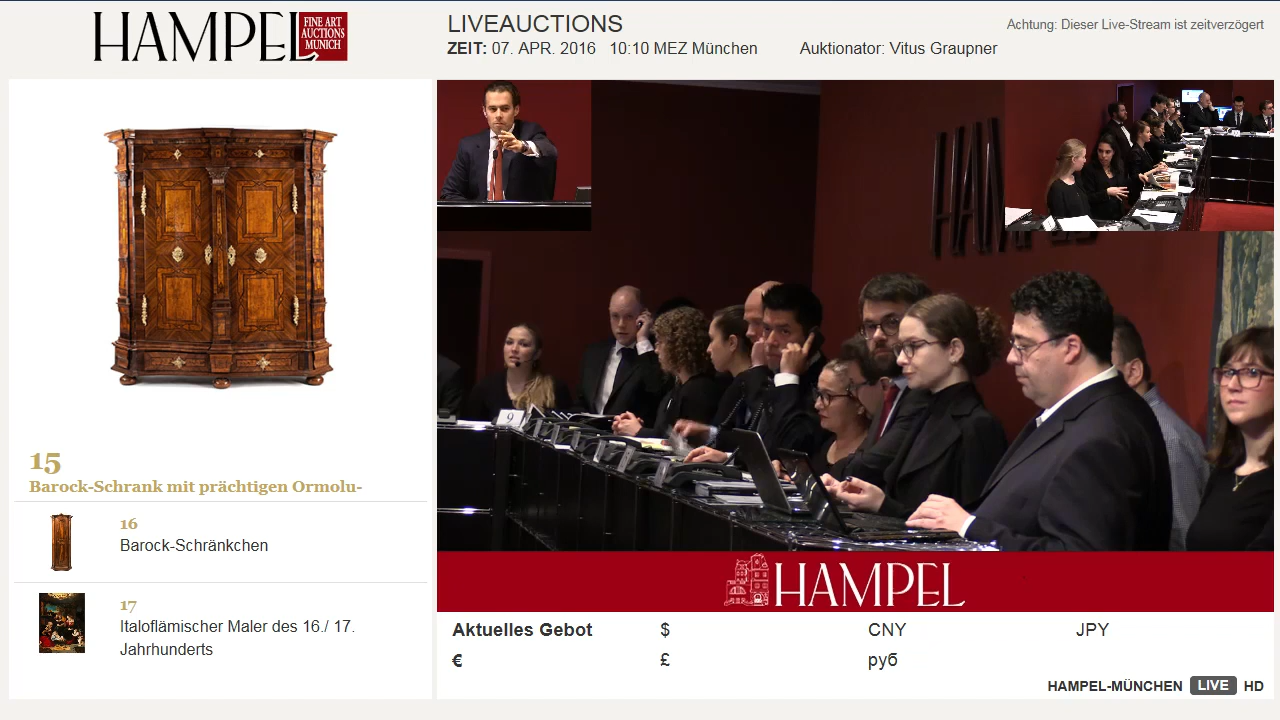 HAMPEL
FINE ART
AUCTIONS
MUNICH
LIVEAUCTIONS
ZEIT: 07. APR. 2016 10:10 MEZ München
Auktionator: Vitus Graupner
Achtung: Dieser Live-Stream ist zeitverzögert
15
Barock-Schrank mit prächtigen Ormolu-
16
Barock-Schränkchen
17
Italoflämischer Maler des 16./ 17.
Jahrhunderts
HAMPEL
9
HAMPEL
Aktuelles Gebot
$
CNY
JPY
€
£
руб
HAMPEL-MÜNCHEN LIVE HD